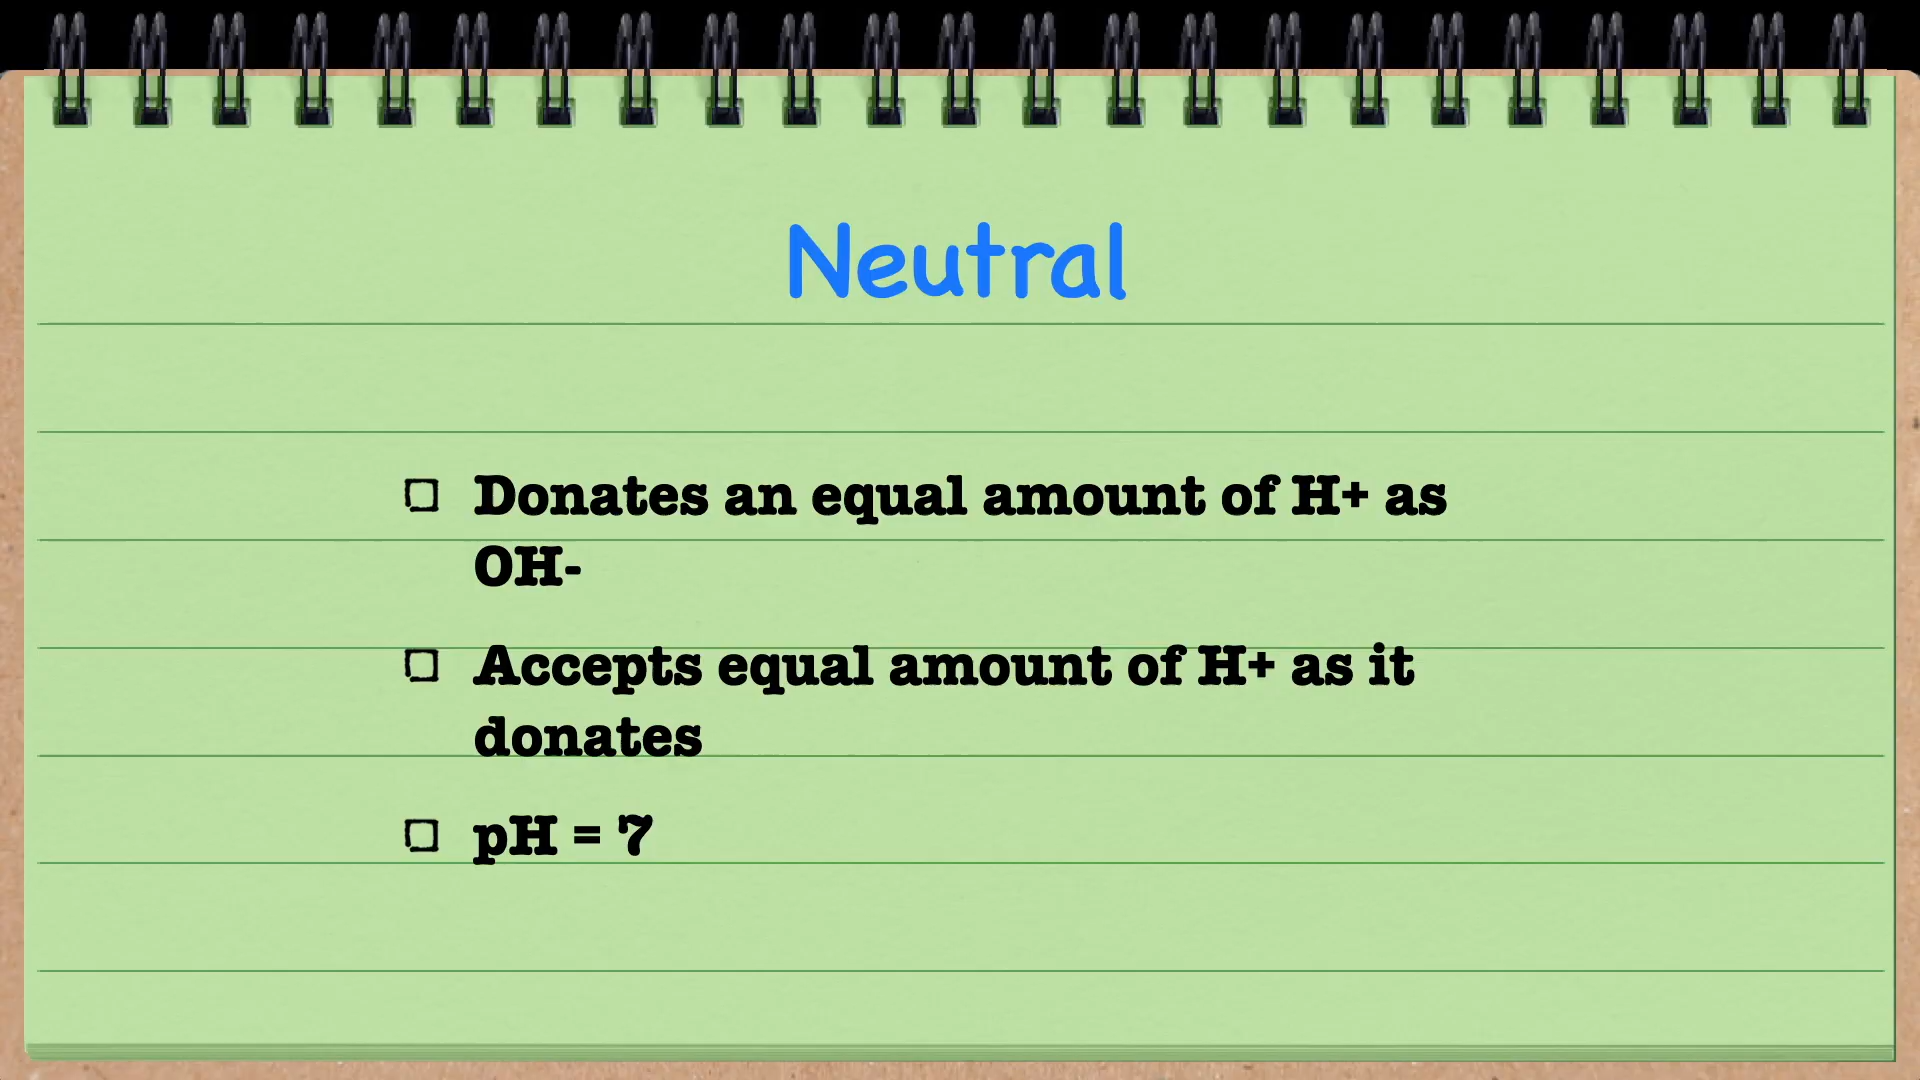 Neutral
Donates an equal amount of H+ as
OH-
Accepts equal amount of H+ as it
donates
pH = 7